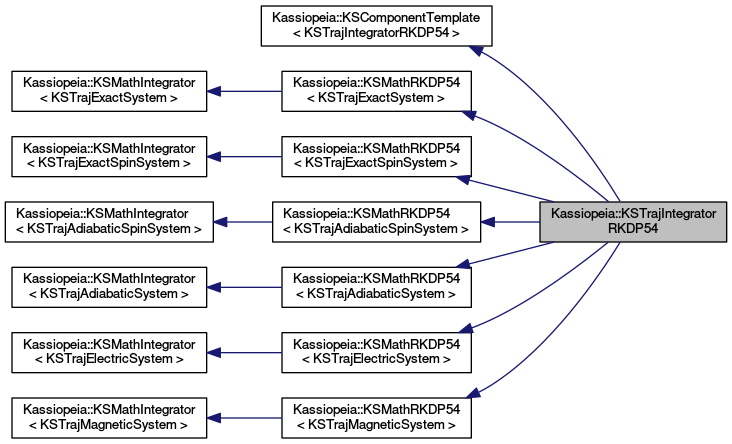 Kassiopeia::KSComponentTemplate
< KSTrajIntegratorRKDP54 >
Kassiopeia::KSMathIntegrator
< KSTrajExactSystem >
Kassiopeia::KSMathRKDP54
< KSTrajExactSystem >
Kassiopeia::KSMathIntegrator
< KSTrajExactSpinSystem >
Kassiopeia::KSMathRKDP54
< KSTrajExactSpinSystem >
Kassiopeia::KSMathIntegrator
< KSTrajAdiabaticSpinSystem >
Kassiopeia::KSMathRKDP54
< KSTrajAdiabaticSpinSystem >
Kassiopeia::KSTrajIntegrator
RKDP54
Kassiopeia::KSMathIntegrator
< KSTrajAdiabaticSystem >
Kassiopeia::KSMathRKDP54
< KSTrajAdiabaticSystem >
Kassiopeia::KSMathIntegrator
< KSTrajElectricSystem >
Kassiopeia::KSMathRKDP54
< KSTrajElectricSystem >
Kassiopeia::KSMathIntegrator
< KSTrajMagneticSystem >
Kassiopeia::KSMathRKDP54
< KSTrajMagneticSystem >